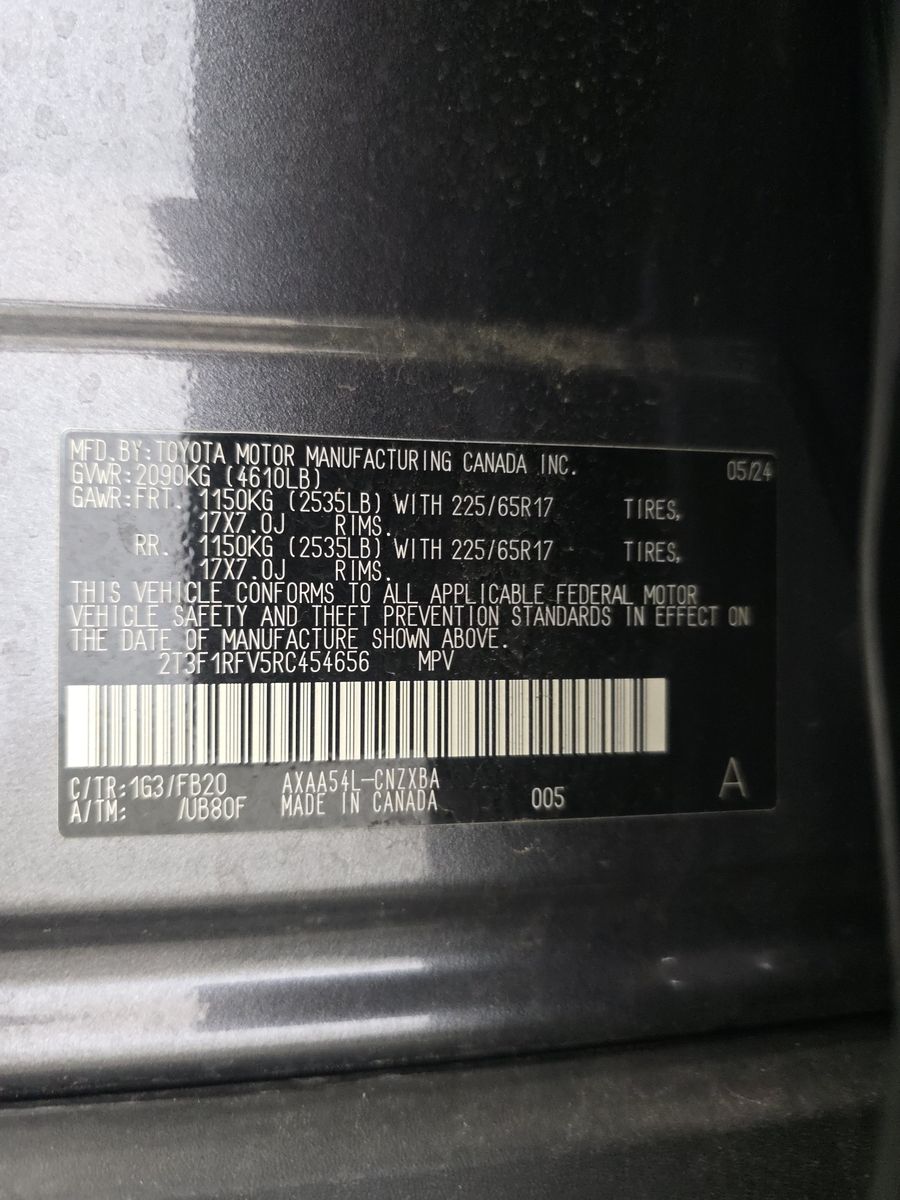 MFD.BY:TOYOTA MOTOR MANUFACTURING CANADA INC. 05/24
GVWR:2090KG (4610LB)
GAWR:FRT. 1150KG (2535LB) WITH 225/65R17 TIRES,
17X7.0J RIMS.
RR. 1150KG (2535LB) WITH 225/65R17 TIRES,
17X7.0J RIMS.
THIS VEHICLE CONFORMS TO ALL APPLICABLE FEDERAL MOTOR
VEHICLE SAFETY AND THEFT PREVENTION STANDARDS IN EFFECT ON
THE DATE OF MANUFACTURE SHOWN ABOVE.
2T3F1RFV5RC454656 MPV
C/TR:1G3/FB20 AXAA54L-CNZXBA A
A/TM: /UB80F MADE IN CANADA 005